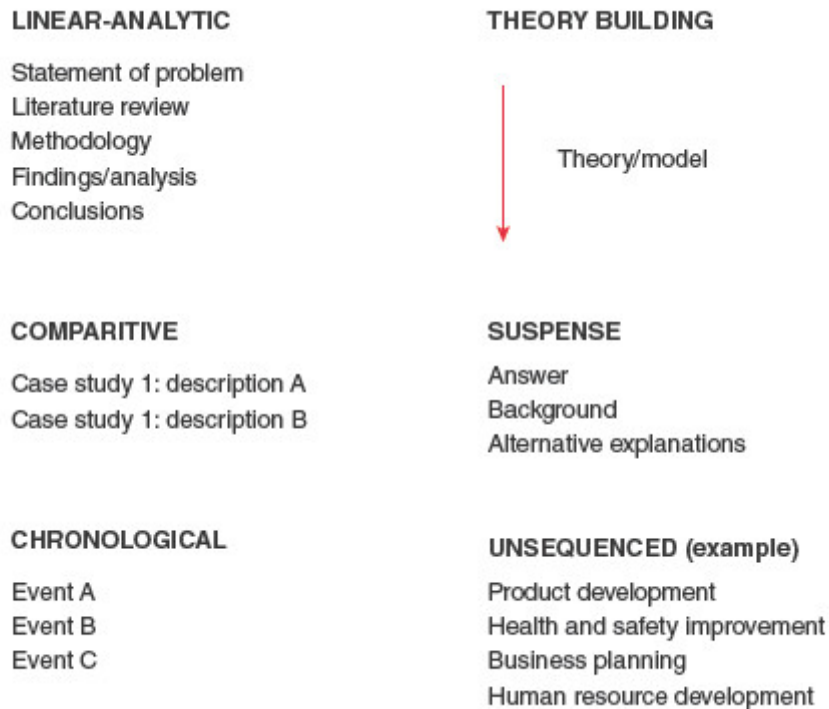 LINEAR-ANALYTIC
Statement of problem
Literature review
Methodology
Findings/analysis
Conclusions
THEORY BUILDING
Theory/model
COMPARITIVE
Case study 1: description A
Case study 1: description B
SUSPENSE
Answer
Background
Alternative explanations
CHRONOLOGICAL
Event A
Event B
Event C
UNSEQUENCED (example)
Product development
Health and safety improvement
Business planning
Human resource development